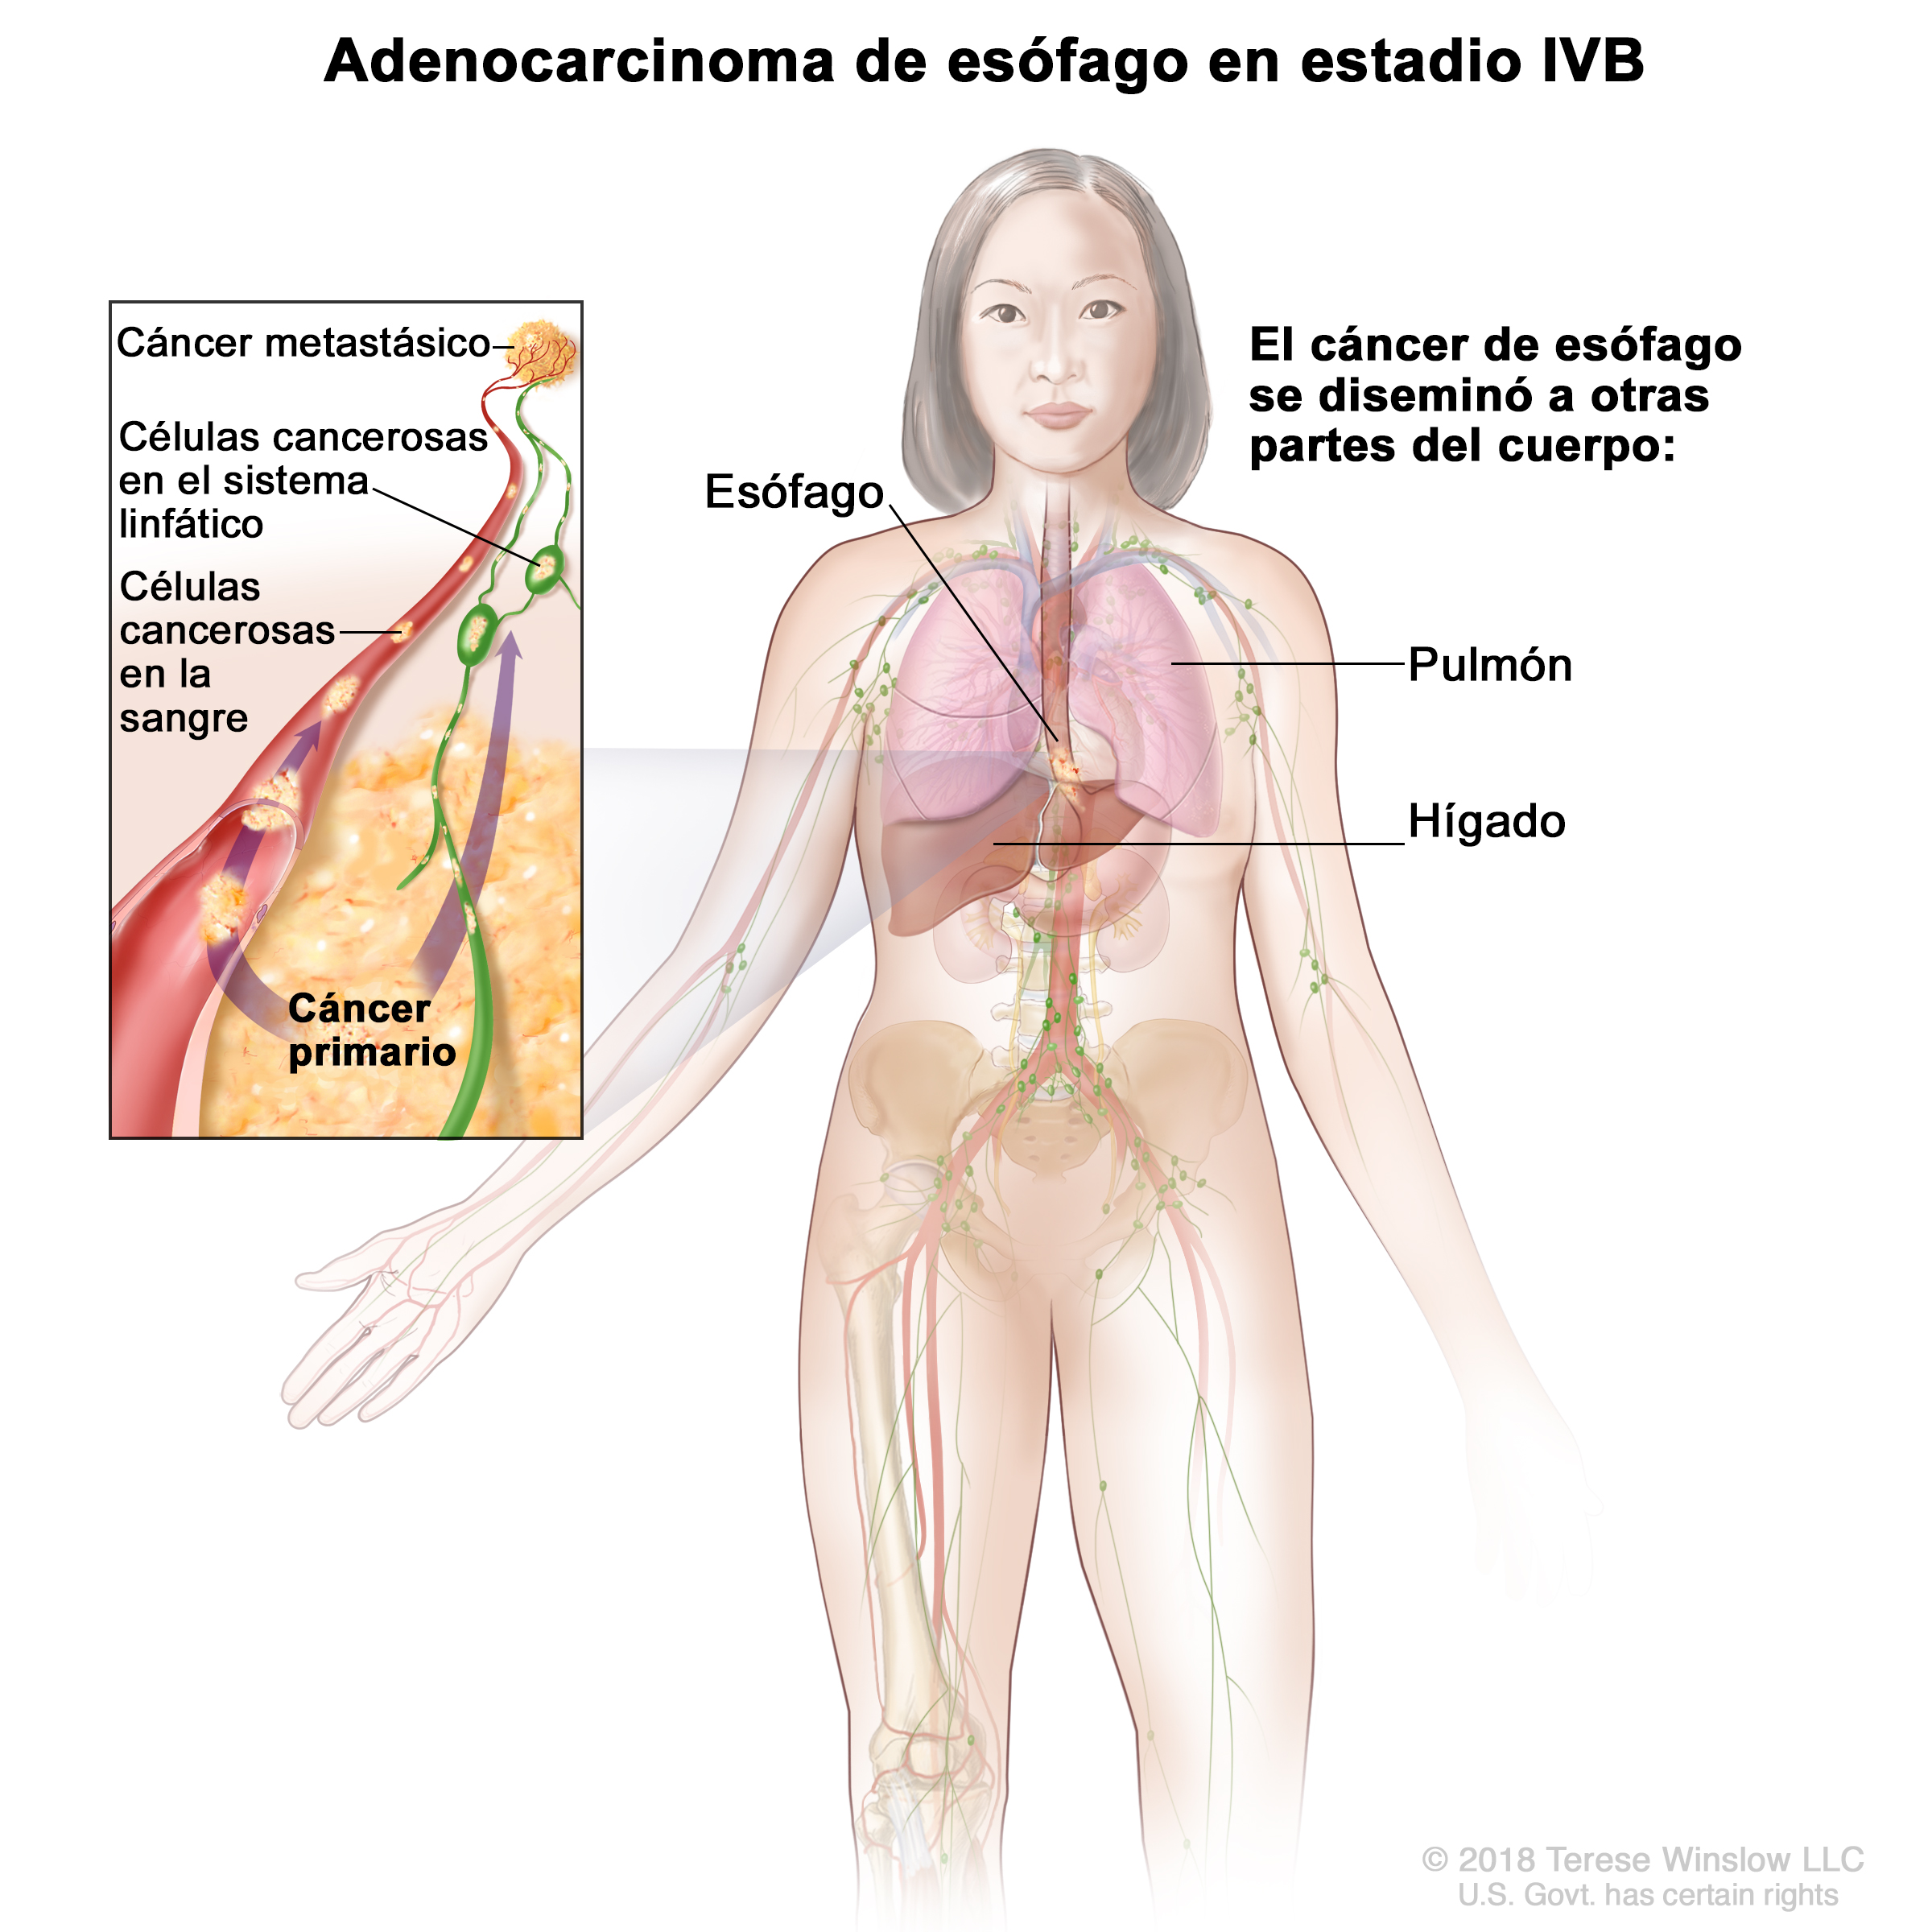 Adenocarcinoma de esófago en estadio IVB
Cáncer metastásico
Células cancerosas
en el sistema
linfático
Células
cancerosas
en la
sangre
Cáncer
primario
Esófago
El cáncer de esófago
se diseminó a otras
partes del cuerpo:
Pulmón
Hígado
© 2018 Terese Winslow LLC
U.S. Govt. has certain rights